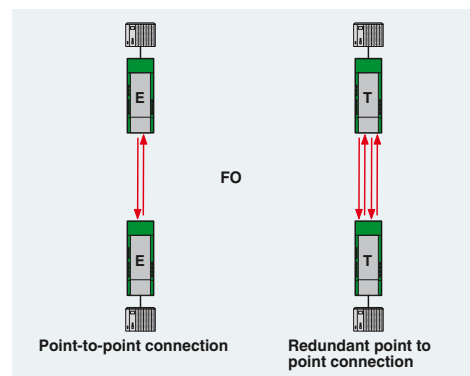 E
T
FO
E
T
Point-to-point connection
Redundant point to
point connection